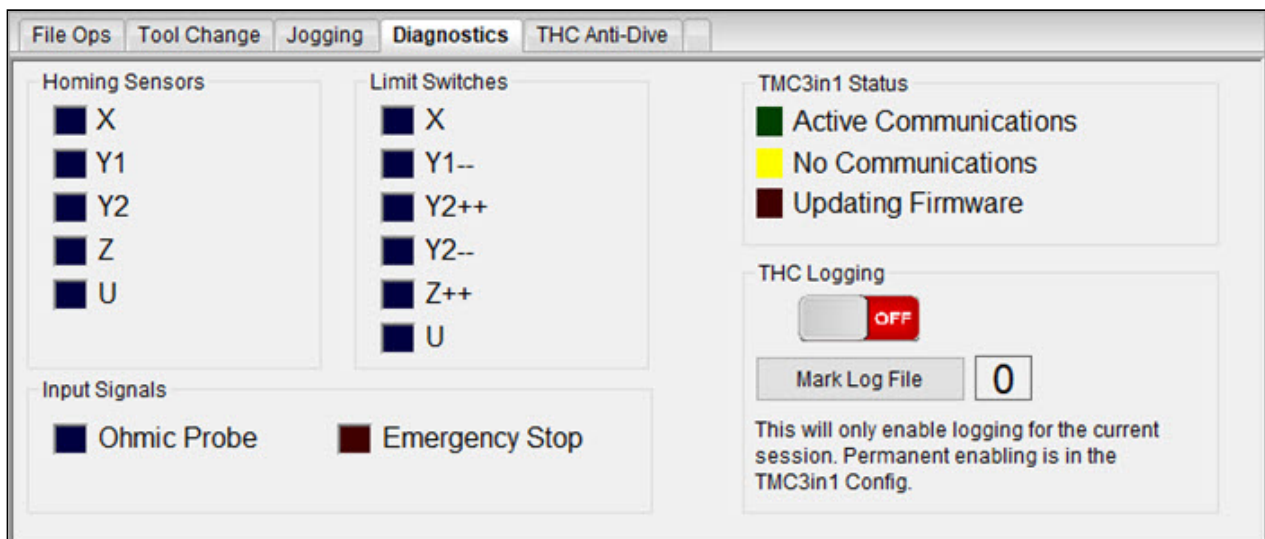 File Ops Tool Change Jogging Diagnostics THC Anti-Dive
Homing Sensors
X
Y1
Y2
Z
U
Limit Switches
X
Y1--
Y2++
Y2--
Z++
U
Input Signals
Ohmic Probe Emergency Stop
TMC3in1 Status
Active Communications
No Communications
Updating Firmware
THC Logging
OFF
Mark Log File 0
This will only enable logging for the current
session. Permanent enabling is in the
TMC3in1 Config.